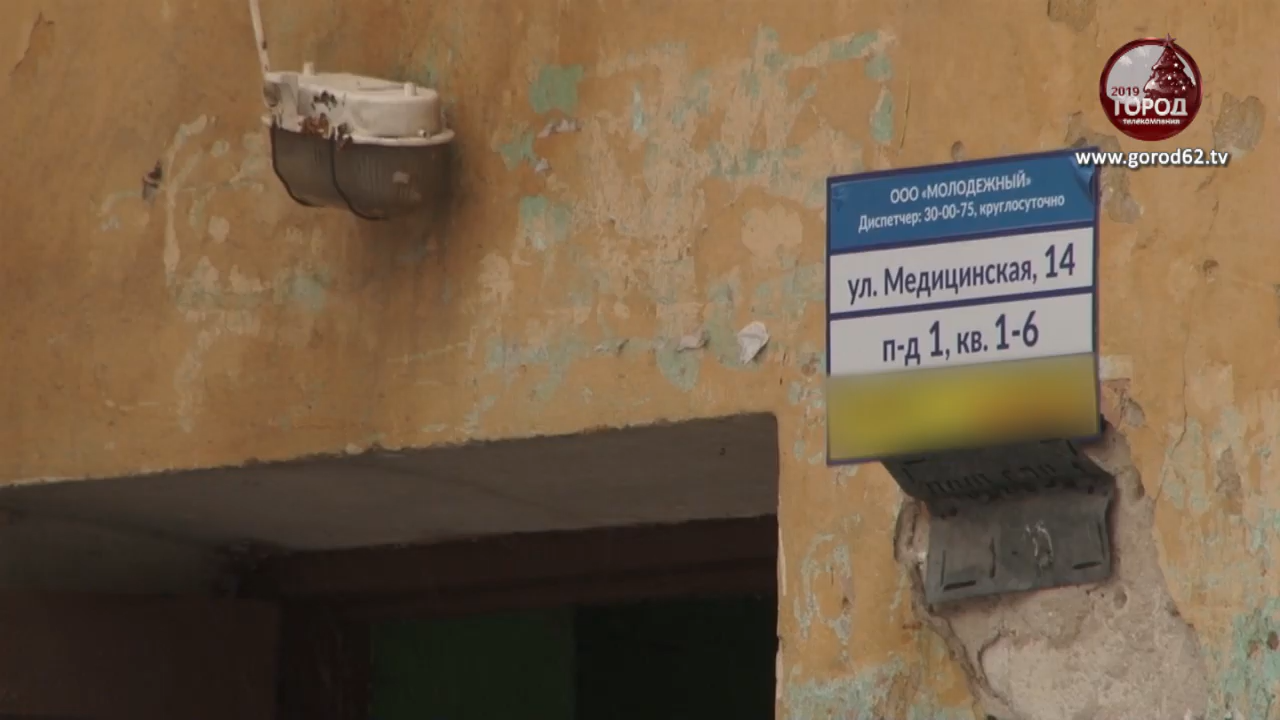 2019
ГОРОД
телекомпания
www.gorod62.tv
ООО «МОЛОДЕЖНЫЙ»
Диспетчер: 30-00-75, круглосуточно
ул. Медицинская, 14
п-д 1, кв. 1-6